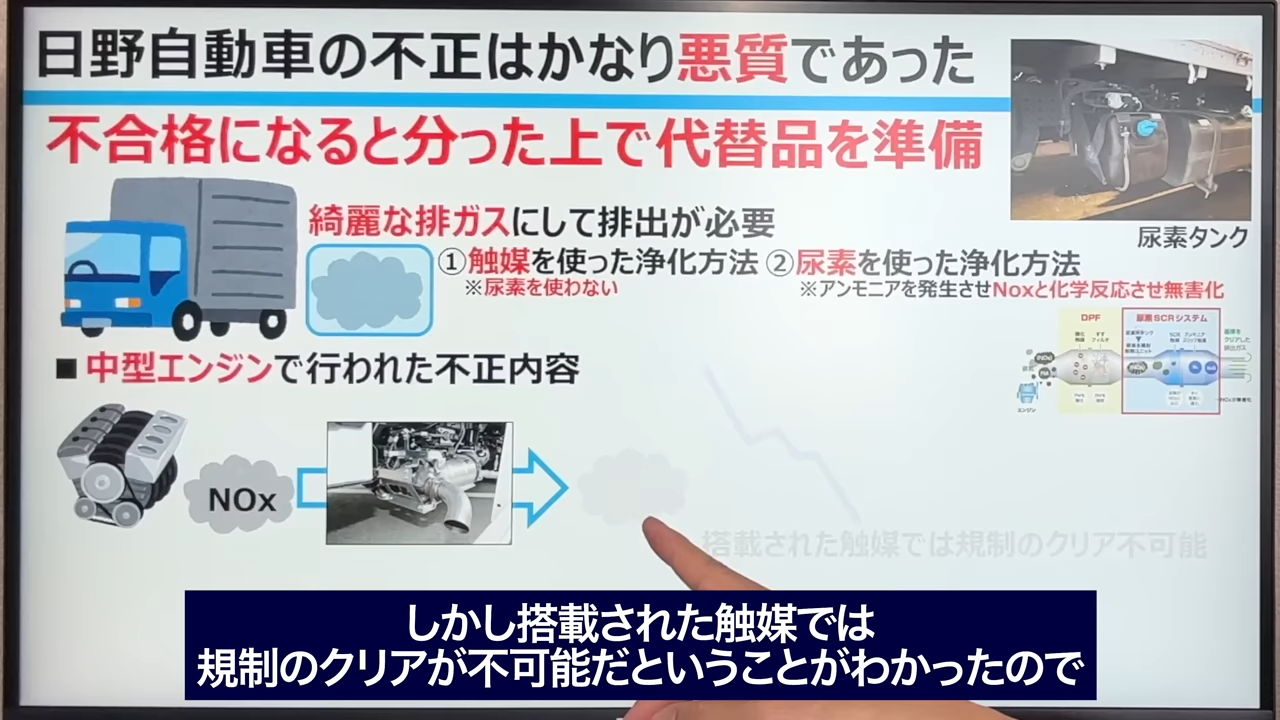 日野自動車の不正はかなり悪質であった
不合格になると分った上で代替品を準備
尿素タンク
綺麗な排ガスにして排出が必要
①触媒を使った浄化方法 ②尿素を使った浄化方法
※尿素を使わない
※アンモニアを発生させNoxと化学反応させ無害化
DPF
尿素SCRシステム
エンジン
■ 中型エンジンで行われた不正内容
NOx
搭載された触媒では規制のクリア不可能
しかし搭載された触媒では
規制のクリアが不可能だということがわかったので